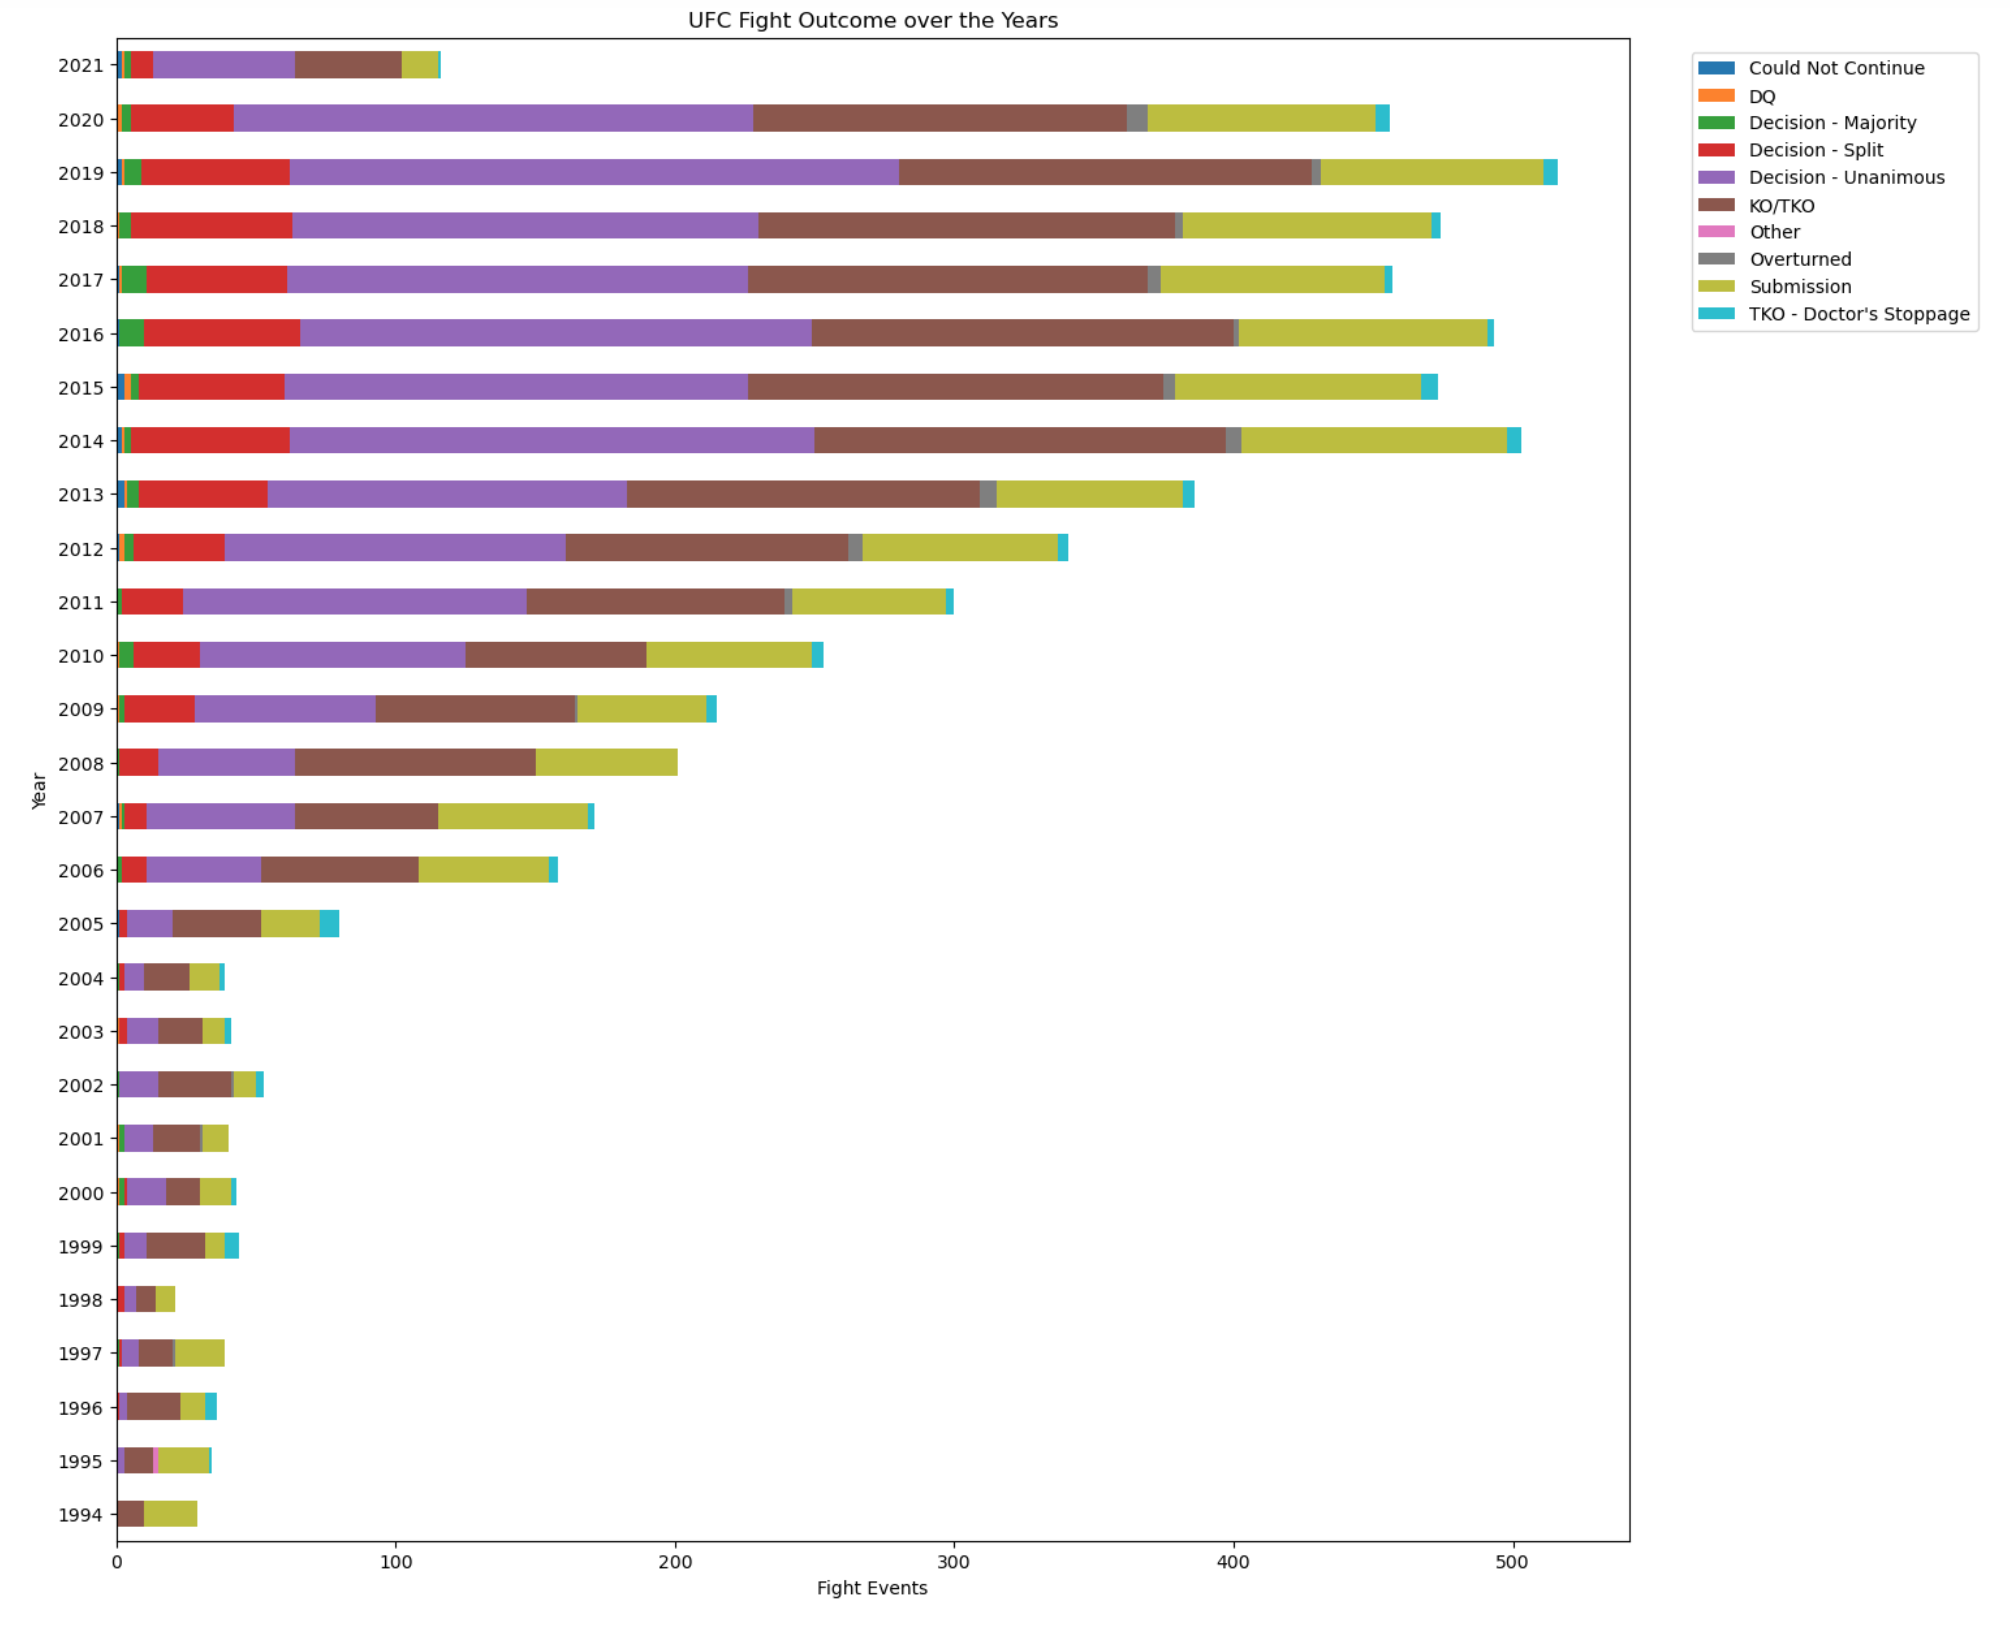 UFC Fight Outcome over the Years
2021
2020
2019
2018
2017
2016
2015
2014
2013
2012
2011
2010
2009
2008
2007
2006
2005
2004
2003
2002
2001
2000
1999
1998
1997
1996
1995
1994
Year
0 100 200 300 400 500
Fight Events
Could Not Continue
DQ
Decision - Majority
Decision - Split
Decision - Unanimous
KO/TKO
Other
Overturned
Submission
TKO - Doctor's Stoppage